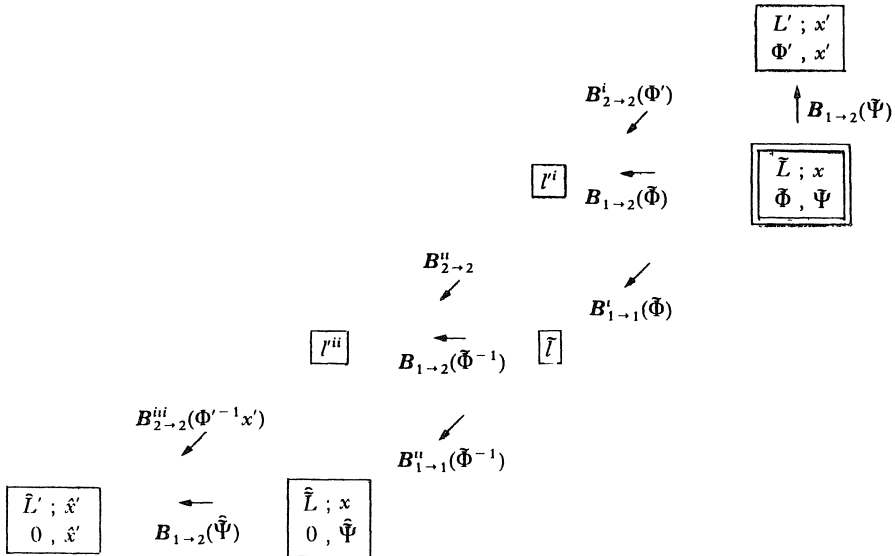 L′ ; x′
Φ′ , x′
B^i_{2→2}(Φ′)
B_{1→2}(Ψ̃)
l′^i
B_{1→2}(Φ̃)
L̃ ; x
Φ̃ , Ψ̃
B^{ii}_{2→2}
B^i_{1→1}(Φ̃)
l′^{ii}
B_{1→2}(Φ̃^{-1})
l̃
B^{iii}_{2→2}(Φ′^{-1}x′)
B^{ii}_{1→1}(Φ̃^{-1})
L̂′ ; x̂′
0 , x̂′
B_{1→2}(Ψ̃̂)
L̃̂ ; x
0 , Ψ̃̂